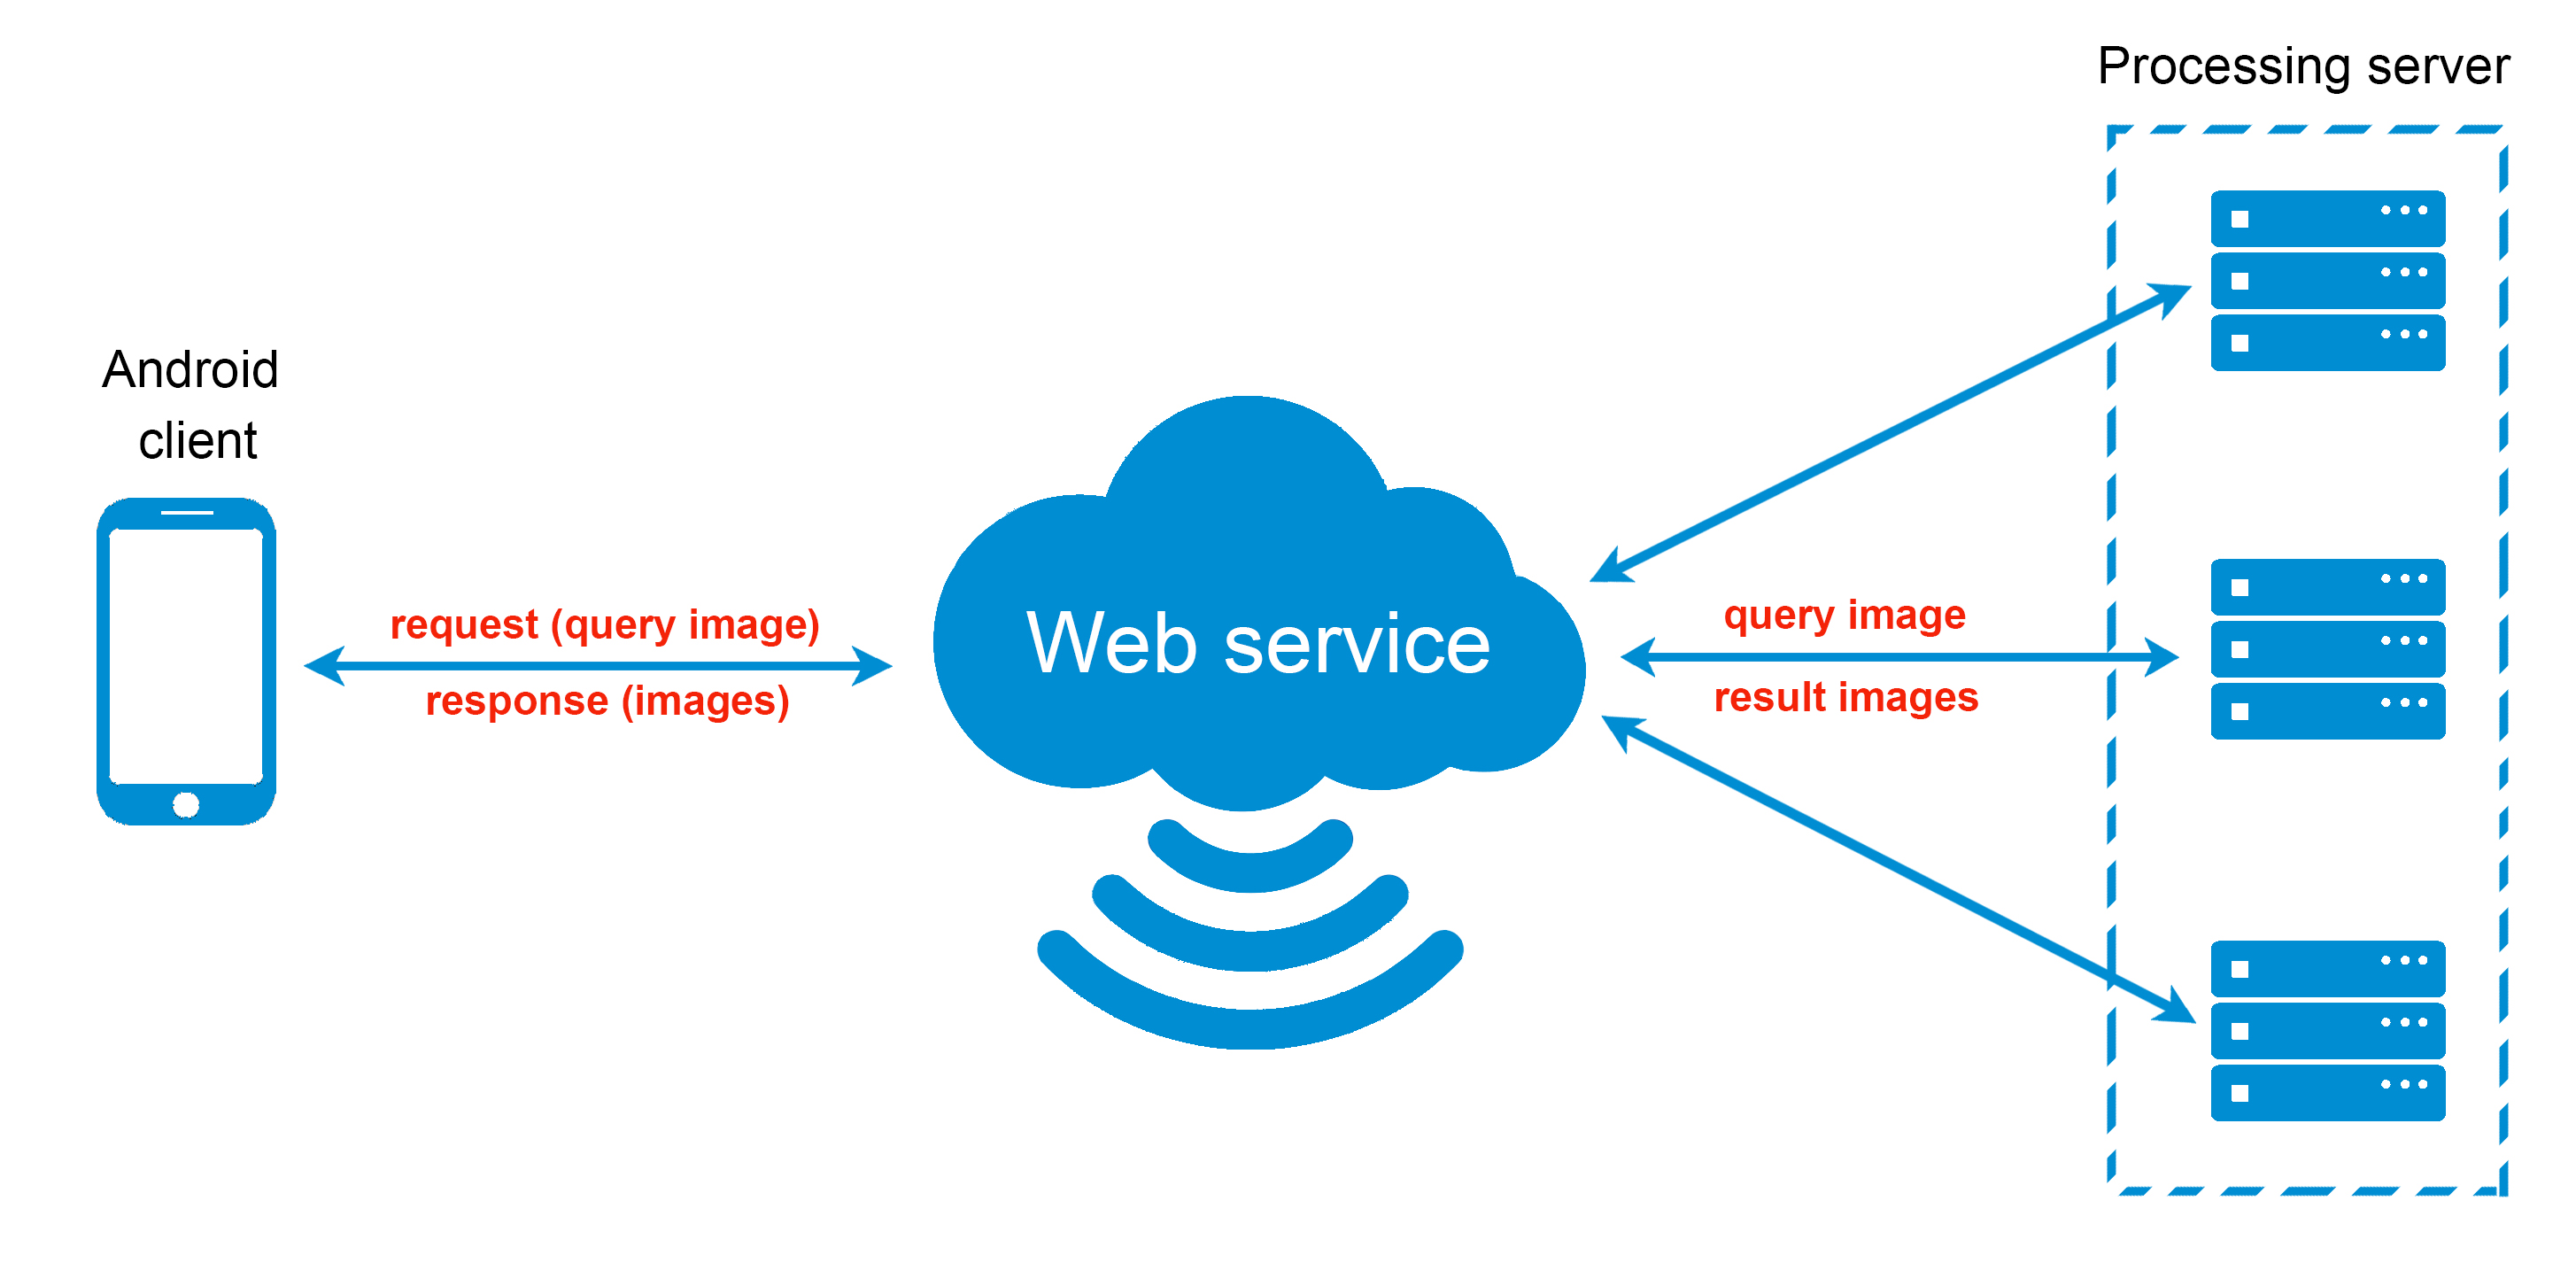 Processing server
Android
client
request (query image)
response (images)
Web service
query image
result images